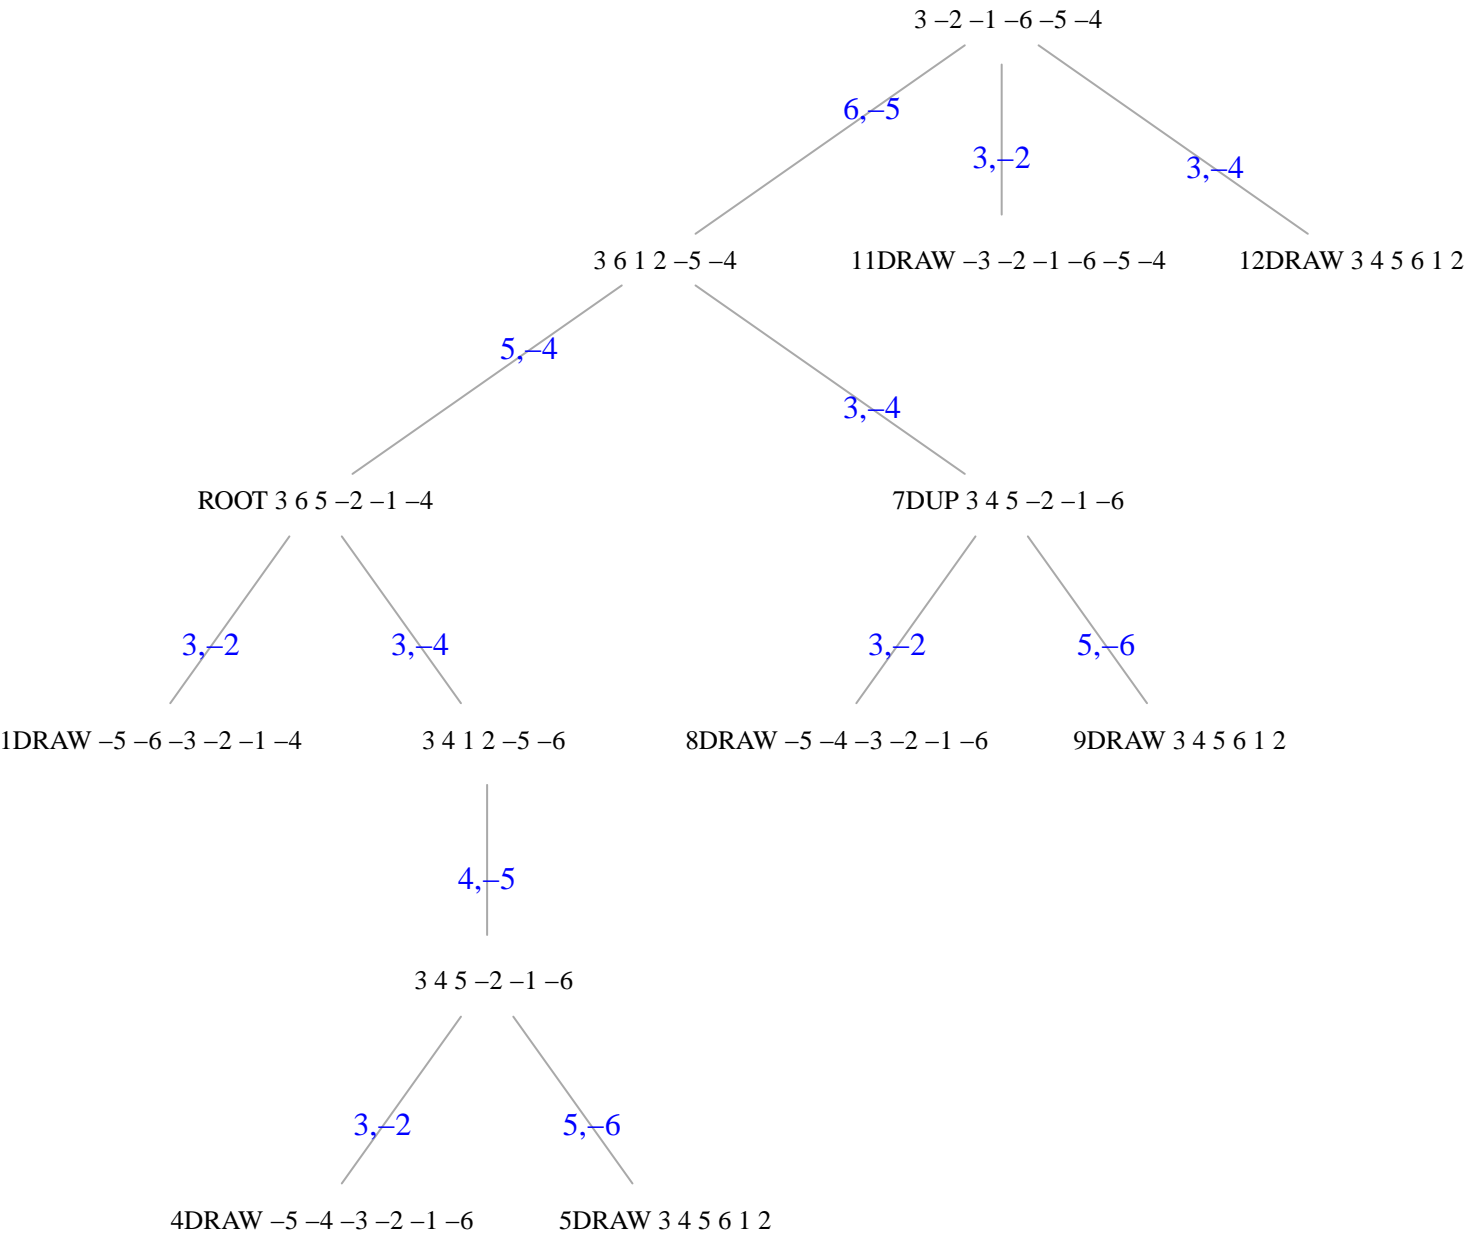 3 –2 –1 –6 –5 –4
6,–5
3,–2
3,–4
3 6 1 2 –5 –4
11DRAW –3 –2 –1 –6 –5 –4
12DRAW 3 4 5 6 1 2
5,–4
3,–4
ROOT 3 6 5 –2 –1 –4
7DUP 3 4 5 –2 –1 –6
3,–2
3,–4
3,–2
5,–6
1DRAW –5 –6 –3 –2 –1 –4
3 4 1 2 –5 –6
8DRAW –5 –4 –3 –2 –1 –6
9DRAW 3 4 5 6 1 2
4,–5
3 4 5 –2 –1 –6
3,–2
5,–6
4DRAW –5 –4 –3 –2 –1 –6
5DRAW 3 4 5 6 1 2